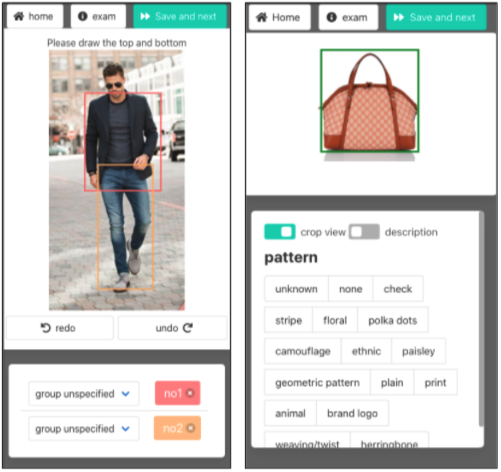 home
exam
Save and next
Please draw the top and bottom
redo
undo
group unspecified
no1
group unspecified
no2
Home
exam
Save and next
crop view
description
pattern
unknown
none
check
stripe
floral
polka dots
camouflage
ethnic
paisley
geometric pattern
plain
print
animal
brand logo
weaving/twist
herringbone